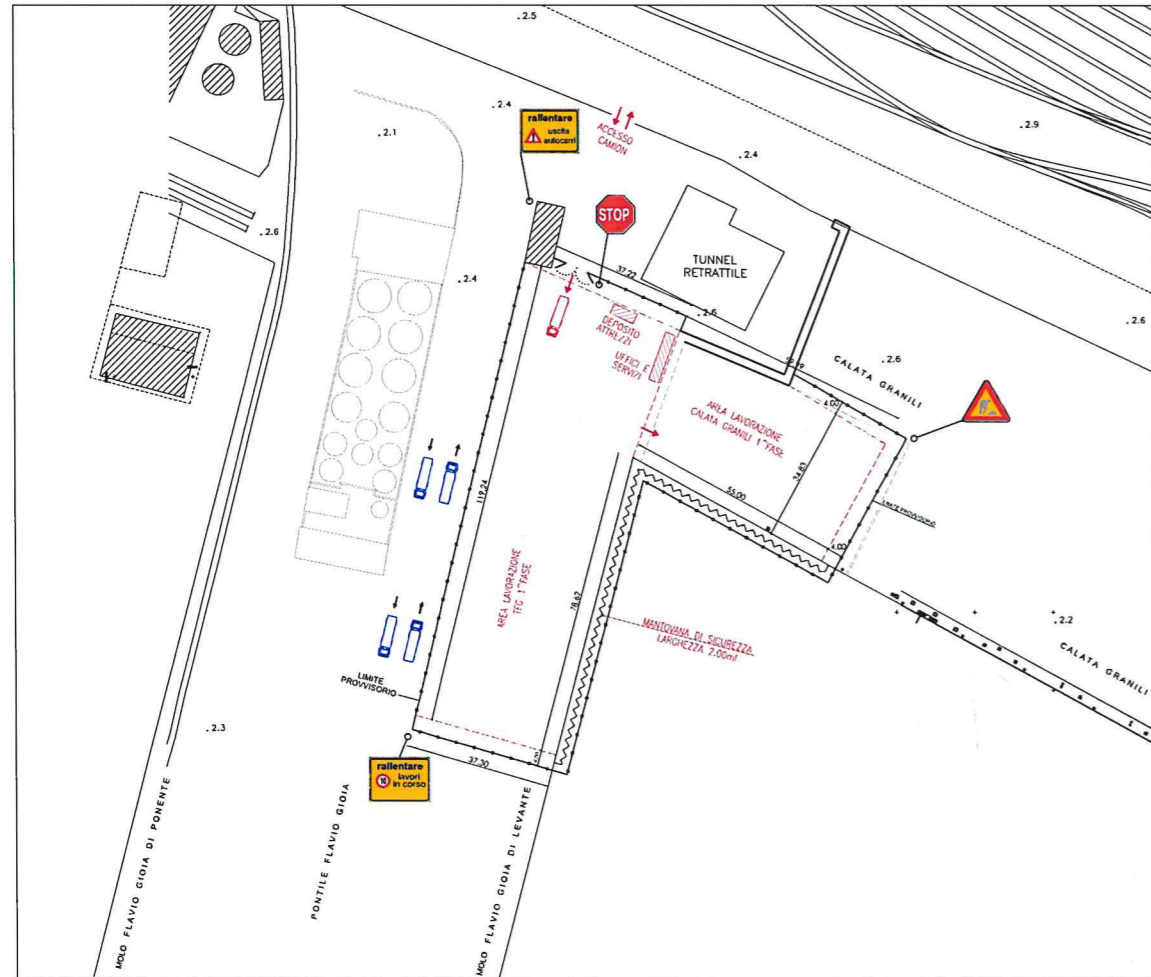 .2.5
.2.4
rallentare
uscita
autocarri
ACCESSO
CAMION
.2.9
.2.1
.2.4
STOP
.2.6
TUNNEL
RETRATTILE
.2.4
37.22
.2.6
.2.6
DEPOSITO
ATTREZZI
UFFICI E
SERVIZI
CALATA GRANILI
.2.6
4.00
AREA LAVORAZIONE
CALATA GRANILI 1^FASE
34.83
55.00
LIMITE PROVVISORIO
4.00
119.24
AREA LAVORAZIONE
TFG 1^FASE
78.62
MANTOVANA DI SICUREZZA
LARGHEZZA 2.00ml
.2.2
CALATA GRANILI
LIMITE
PROVVISORIO
.2.3
37.30
rallentare
lavori
in corso
MOLO FLAVIO GIOIA DI PONENTE
PONTILE FLAVIO GIOIA
MOLO FLAVIO GIOIA DI LEVANTE